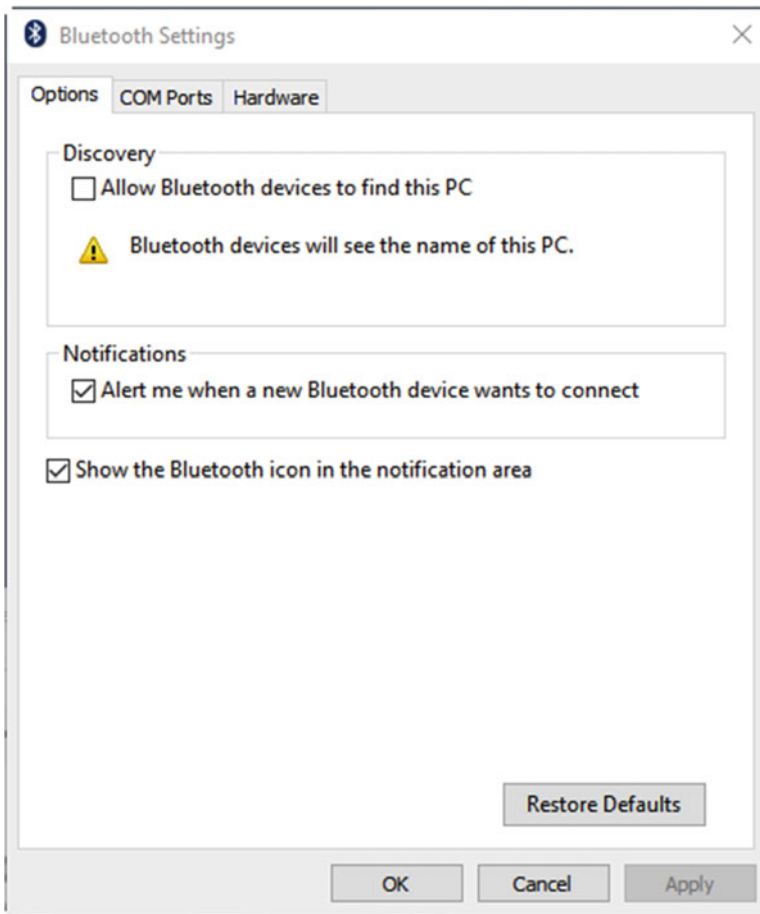 Bluetooth Settings
Options COM Ports Hardware
Discovery
Allow Bluetooth devices to find this PC
Bluetooth devices will see the name of this PC.
Notifications
Alert me when a new Bluetooth device wants to connect
Show the Bluetooth icon in the notification area
Restore Defaults
OK Cancel Apply